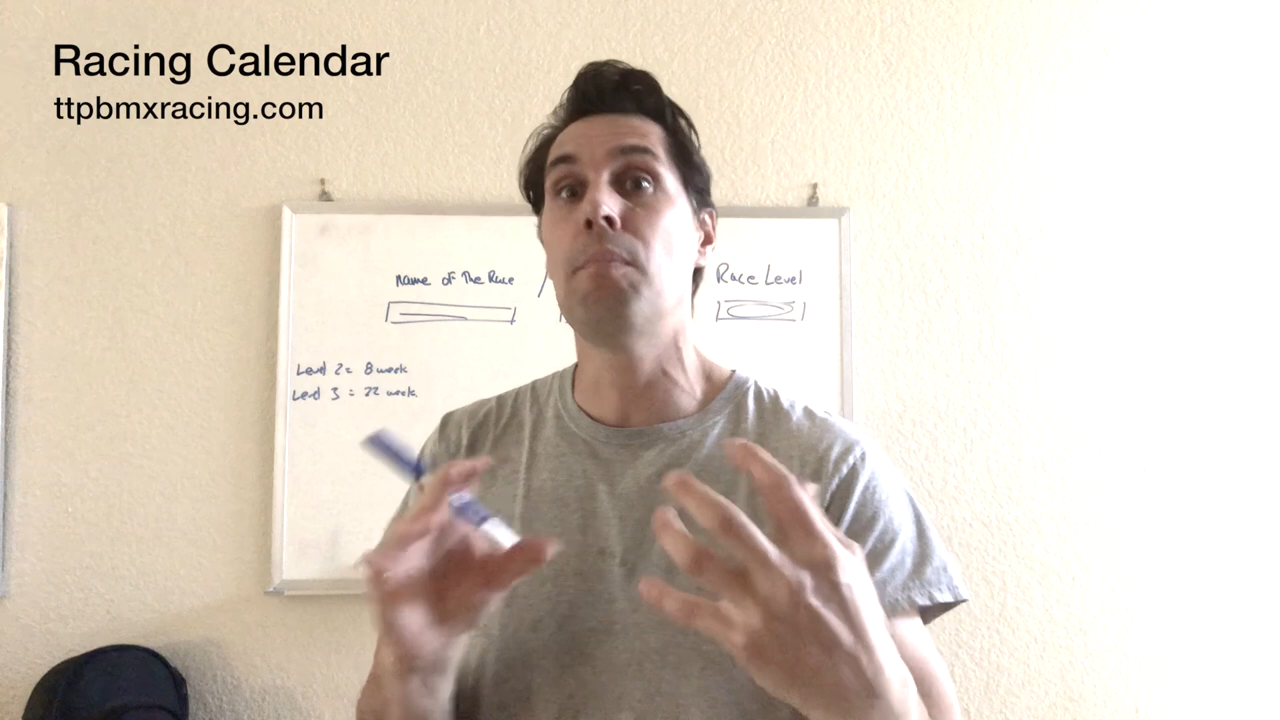 Racing Calendar
ttpbmxracing.com
Name of The Race / Race Level
Level 2 = 8 week
Level 3 = 22 week.